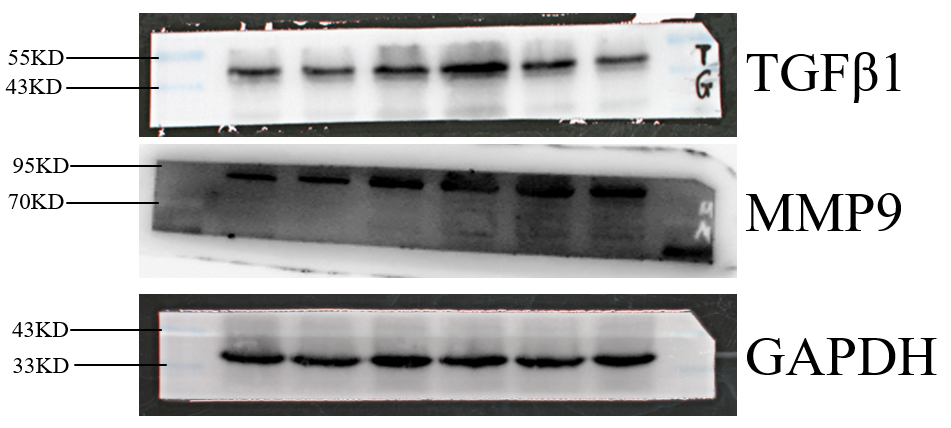 55KD
43KD
T
G
TGFβ1
95KD
70KD
M
MMP9
43KD
33KD
GAPDH